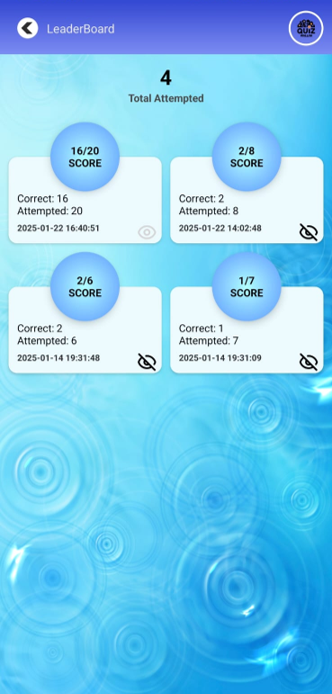 LeaderBoard
QUIZ
4
Total Attempted
16/20
SCORE
Correct: 16
Attempted: 20
2025-01-22 16:40:51
2/8
SCORE
Correct: 2
Attempted: 8
2025-01-22 14:02:48
2/6
SCORE
Correct: 2
Attempted: 6
2025-01-14 19:31:48
1/7
SCORE
Correct: 1
Attempted: 7
2025-01-14 19:31:09